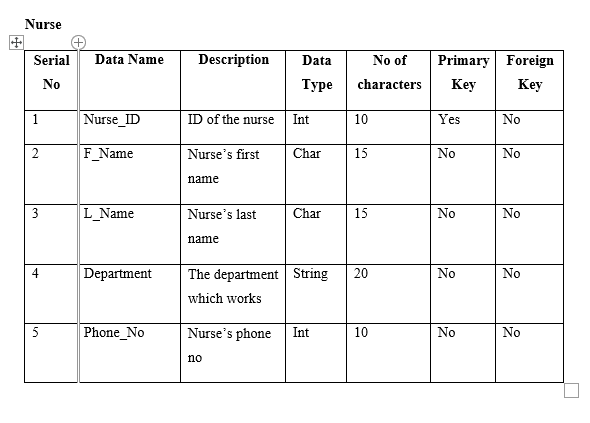 Nurse
Serial No Data Name Description Data Type No of characters Primary Key Foreign Key
1 Nurse_ID ID of the nurse Int 10 Yes No
2 F_Name Nurse's first name Char 15 No No
3 L_Name Nurse's last name Char 15 No No
4 Department The department which works String 20 No No
5 Phone_No Nurse's phone no Int 10 No No